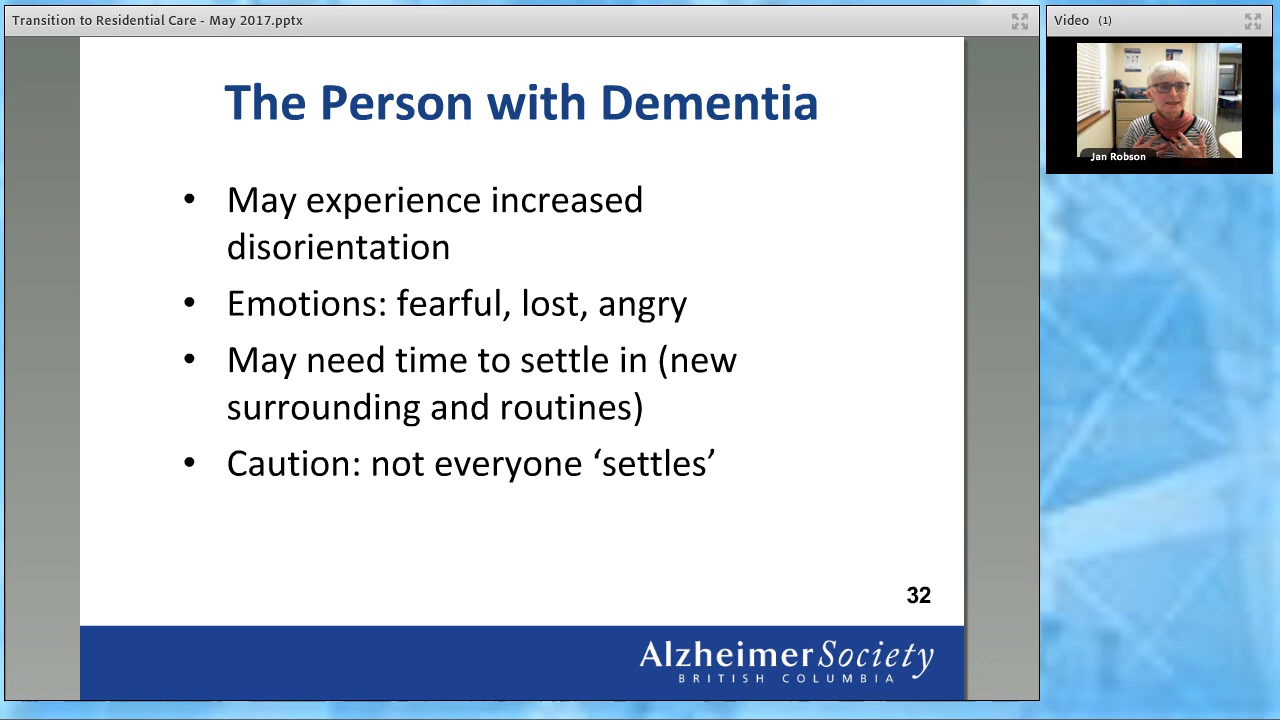 Transition to Residential Care - May 2017.pptx
Video (1)
Jan Robson
The Person with Dementia
• May experience increased
disorientation
• Emotions: fearful, lost, angry
• May need time to settle in (new
surrounding and routines)
• Caution: not everyone ‘settles’
32
AlzheimerSociety
BRITISH COLUMBIA